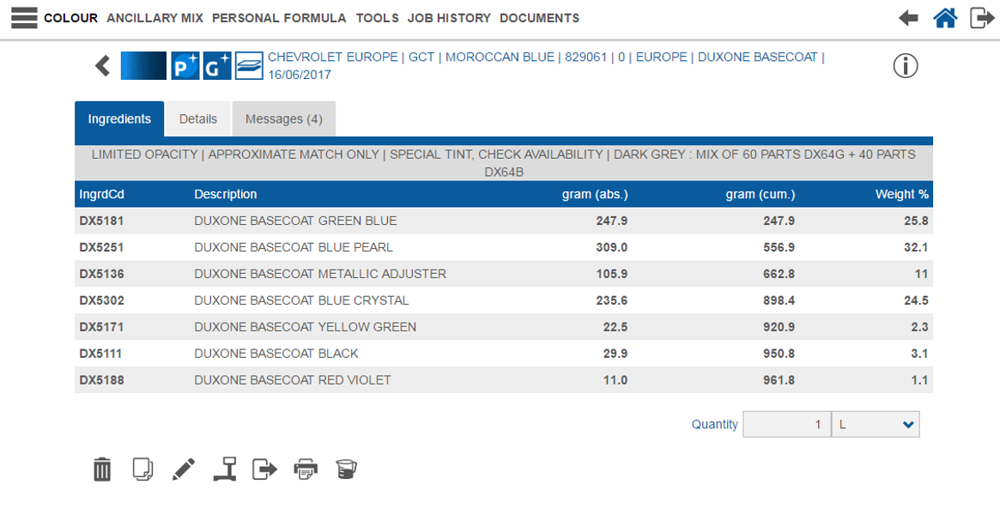 COLOUR ANCILLARY MIX PERSONAL FORMULA TOOLS JOB HISTORY DOCUMENTS
P+ G+ CHEVROLET EUROPE | GCT | MOROCCAN BLUE | 829061 | 0 | EUROPE | DUXONE BASECOAT |
16/06/2017
Ingredients Details Messages (4)
LIMITED OPACITY | APPROXIMATE MATCH ONLY | SPECIAL TINT, CHECK AVAILABILITY | DARK GREY : MIX OF 60 PARTS DX64G + 40 PARTS
DX64B
IngrdCd Description gram (abs.) gram (cum.) Weight %
DX5181 DUXONE BASECOAT GREEN BLUE 247.9 247.9 25.8
DX5251 DUXONE BASECOAT BLUE PEARL 309.0 556.9 32.1
DX5136 DUXONE BASECOAT METALLIC ADJUSTER 105.9 662.8 11
DX5302 DUXONE BASECOAT BLUE CRYSTAL 235.6 898.4 24.5
DX5171 DUXONE BASECOAT YELLOW GREEN 22.5 920.9 2.3
DX5111 DUXONE BASECOAT BLACK 29.9 950.8 3.1
DX5188 DUXONE BASECOAT RED VIOLET 11.0 961.8 1.1
Quantity 1 L